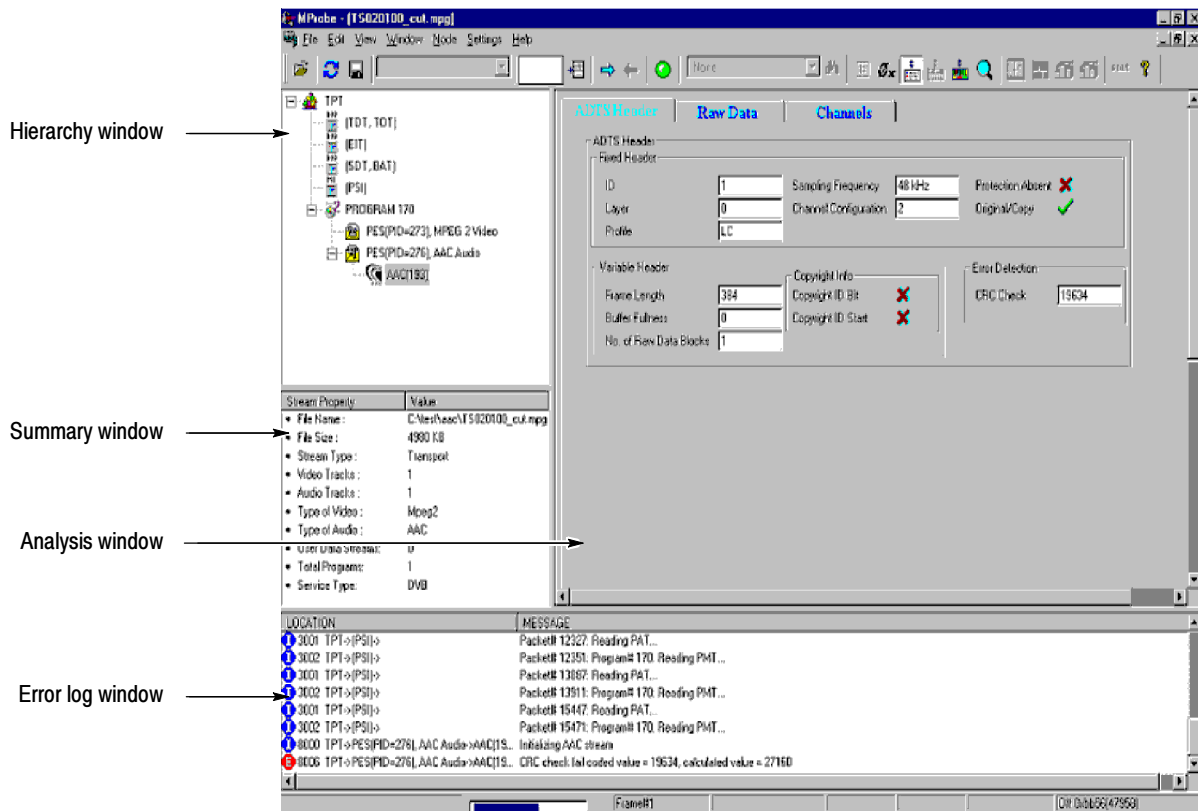 MProbe - [TS020100_cut.mpg]
File Edit View Window Node Settings Help
None
stat
Hierarchy window
TPT
(TDT, TOT)
(EIT)
(SDT, BAT)
(PSI)
PROGRAM 170
PES(PID=273), MPEG 2 Video
PES(PID=276), AAC Audio
AAC(193)
ADTS Header Raw Data Channels
ADTS Header
Fixed Header
ID 1 Sampling Frequency 48 kHz Protection Absent
Layer 0 Channel Configuration 2 Original/Copy
Profile LC
Variable Header
Frame Length 384
Buffer Fullness 0
No. of Raw Data Blocks 1
Copyright Info
Copyright ID Bit
Copyright ID Start
Error Detection
CRC Check 19634
Summary window
Stream Property Value
File Name : C:\test\aac\TS020100_cut.mpg
File Size : 4980 KB
Stream Type : Transport
Video Tracks : 1
Audio Tracks : 1
Type of Video : Mpeg2
Type of Audio : AAC
User Data Streams: 0
Total Programs: 1
Service Type: DVB
Analysis window
Error log window
LOCATION MESSAGE
I 3001 TPT->(PSI)-> Packet# 12327: Reading PAT...
I 3002 TPT->(PSI)-> Packet# 12351: Program# 170: Reading PMT...
I 3001 TPT->(PSI)-> Packet# 13887: Reading PAT...
I 3002 TPT->(PSI)-> Packet# 13911: Program# 170: Reading PMT...
I 3001 TPT->(PSI)-> Packet# 15447: Reading PAT...
I 3002 TPT->(PSI)-> Packet# 15471: Program# 170: Reading PMT...
I 8000 TPT->PES(PID=276), AAC Audio->AAC(19... Initializing AAC stream
E 8006 TPT->PES(PID=276), AAC Audio->AAC(19... CRC check fail coded value = 19634, calculated value = 27160
Frame#1